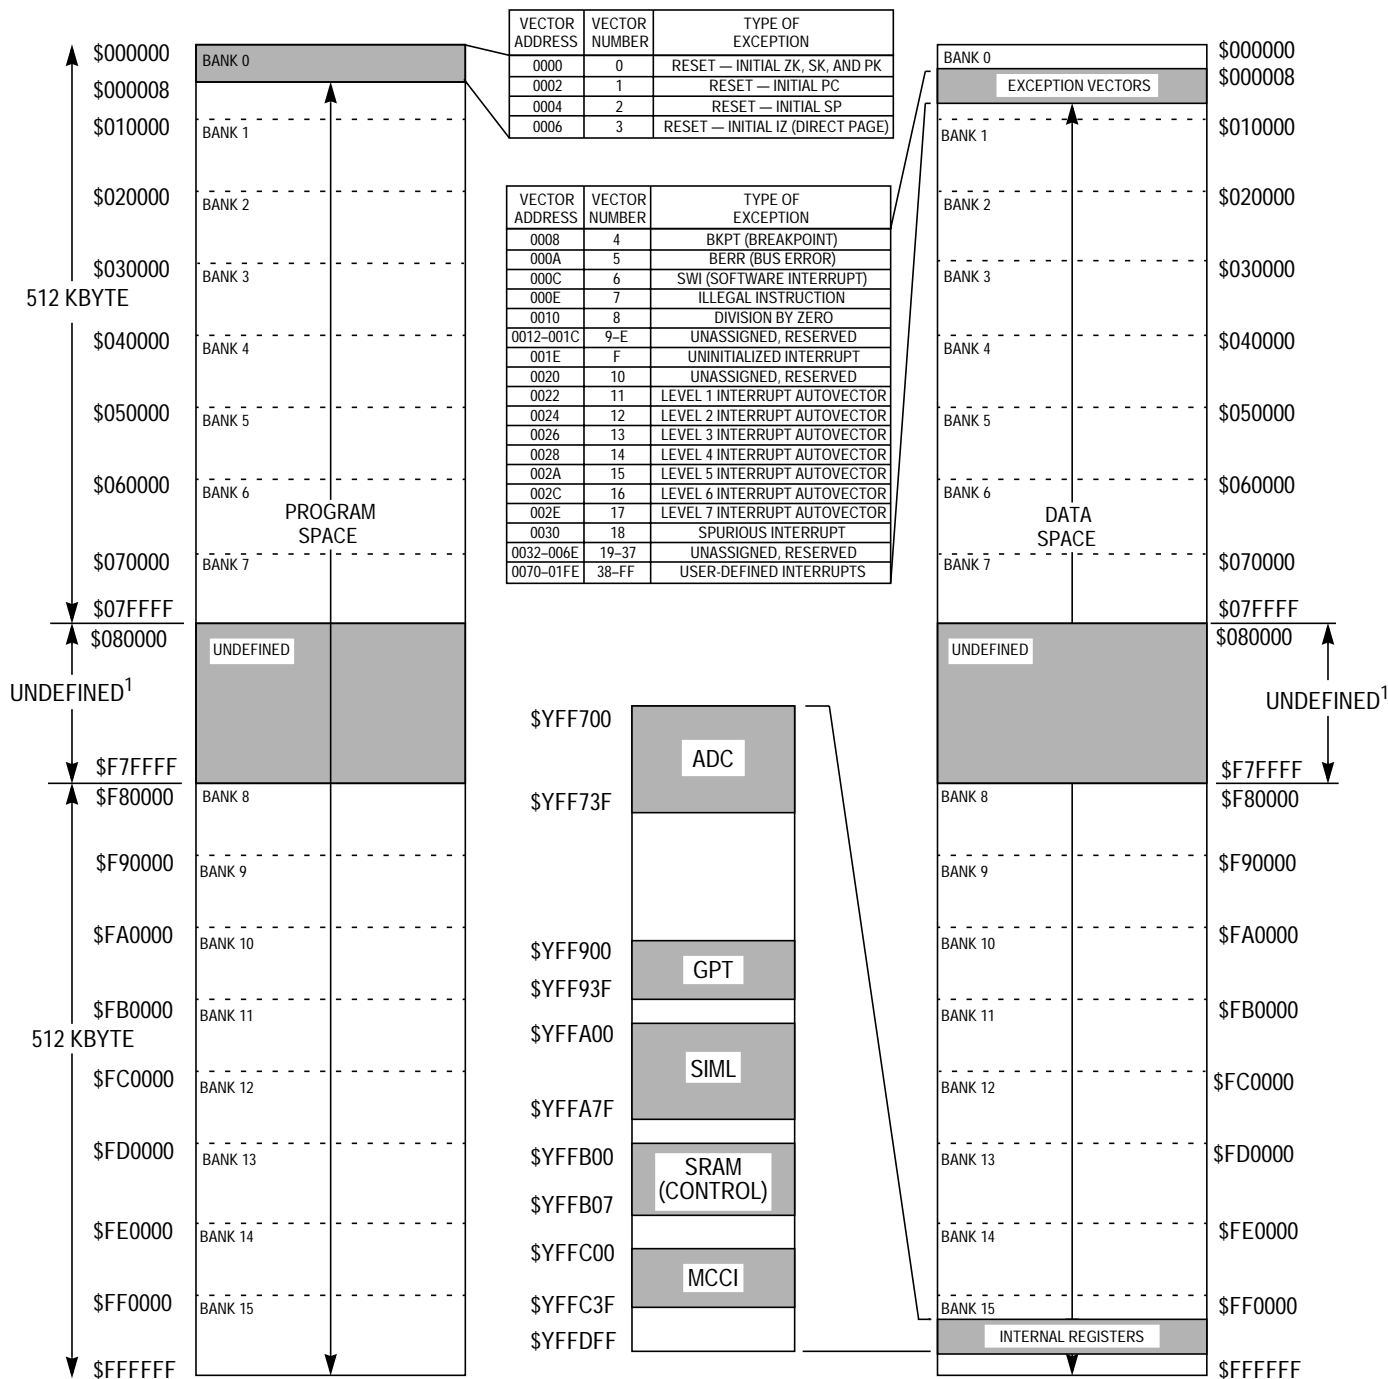 $000000
$000008
$010000
$020000
$030000
512 KBYTE
$040000
$050000
$060000
$070000
$07FFFF
$080000
UNDEFINED1
$F7FFFF
$F80000
$F90000
$FA0000
$FB0000
512 KBYTE
$FC0000
$FD0000
$FE0000
$FF0000
$FFFFFF
BANK 0
BANK 1
BANK 2
BANK 3
BANK 4
BANK 5
BANK 6
PROGRAM
SPACE
BANK 7
UNDEFINED
BANK 8
BANK 9
BANK 10
BANK 11
BANK 12
BANK 13
BANK 14
BANK 15
VECTOR ADDRESS VECTOR NUMBER TYPE OF EXCEPTION
0000 0 RESET — INITIAL ZK, SK, AND PK
0002 1 RESET — INITIAL PC
0004 2 RESET — INITIAL SP
0006 3 RESET — INITIAL IZ (DIRECT PAGE)
VECTOR ADDRESS VECTOR NUMBER TYPE OF EXCEPTION
0008 4 BKPT (BREAKPOINT)
000A 5 BERR (BUS ERROR)
000C 6 SWI (SOFTWARE INTERRUPT)
000E 7 ILLEGAL INSTRUCTION
0010 8 DIVISION BY ZERO
0012–001C 9–E UNASSIGNED, RESERVED
001E F UNINITIALIZED INTERRUPT
0020 10 UNASSIGNED, RESERVED
0022 11 LEVEL 1 INTERRUPT AUTOVECTOR
0024 12 LEVEL 2 INTERRUPT AUTOVECTOR
0026 13 LEVEL 3 INTERRUPT AUTOVECTOR
0028 14 LEVEL 4 INTERRUPT AUTOVECTOR
002A 15 LEVEL 5 INTERRUPT AUTOVECTOR
002C 16 LEVEL 6 INTERRUPT AUTOVECTOR
002E 17 LEVEL 7 INTERRUPT AUTOVECTOR
0030 18 SPURIOUS INTERRUPT
0032–006E 19–37 UNASSIGNED, RESERVED
0070–01FE 38–FF USER-DEFINED INTERRUPTS
$YFF700
ADC
$YFF73F
$YFF900
GPT
$YFF93F
$YFFA00
SIML
$YFFA7F
$YFFB00
SRAM
(CONTROL)
$YFFB07
$YFFC00
MCCI
$YFFC3F
$YFFDFF
BANK 0
EXCEPTION VECTORS
BANK 1
BANK 2
BANK 3
BANK 4
BANK 5
BANK 6
DATA
SPACE
BANK 7
UNDEFINED
BANK 8
BANK 9
BANK 10
BANK 11
BANK 12
BANK 13
BANK 14
BANK 15
INTERNAL REGISTERS
$000000
$000008
$010000
$020000
$030000
$040000
$050000
$060000
$070000
$07FFFF
$080000
UNDEFINED1
$F7FFFF
$F80000
$F90000
$FA0000
$FB0000
$FC0000
$FD0000
$FE0000
$FF0000
$FFFFFF